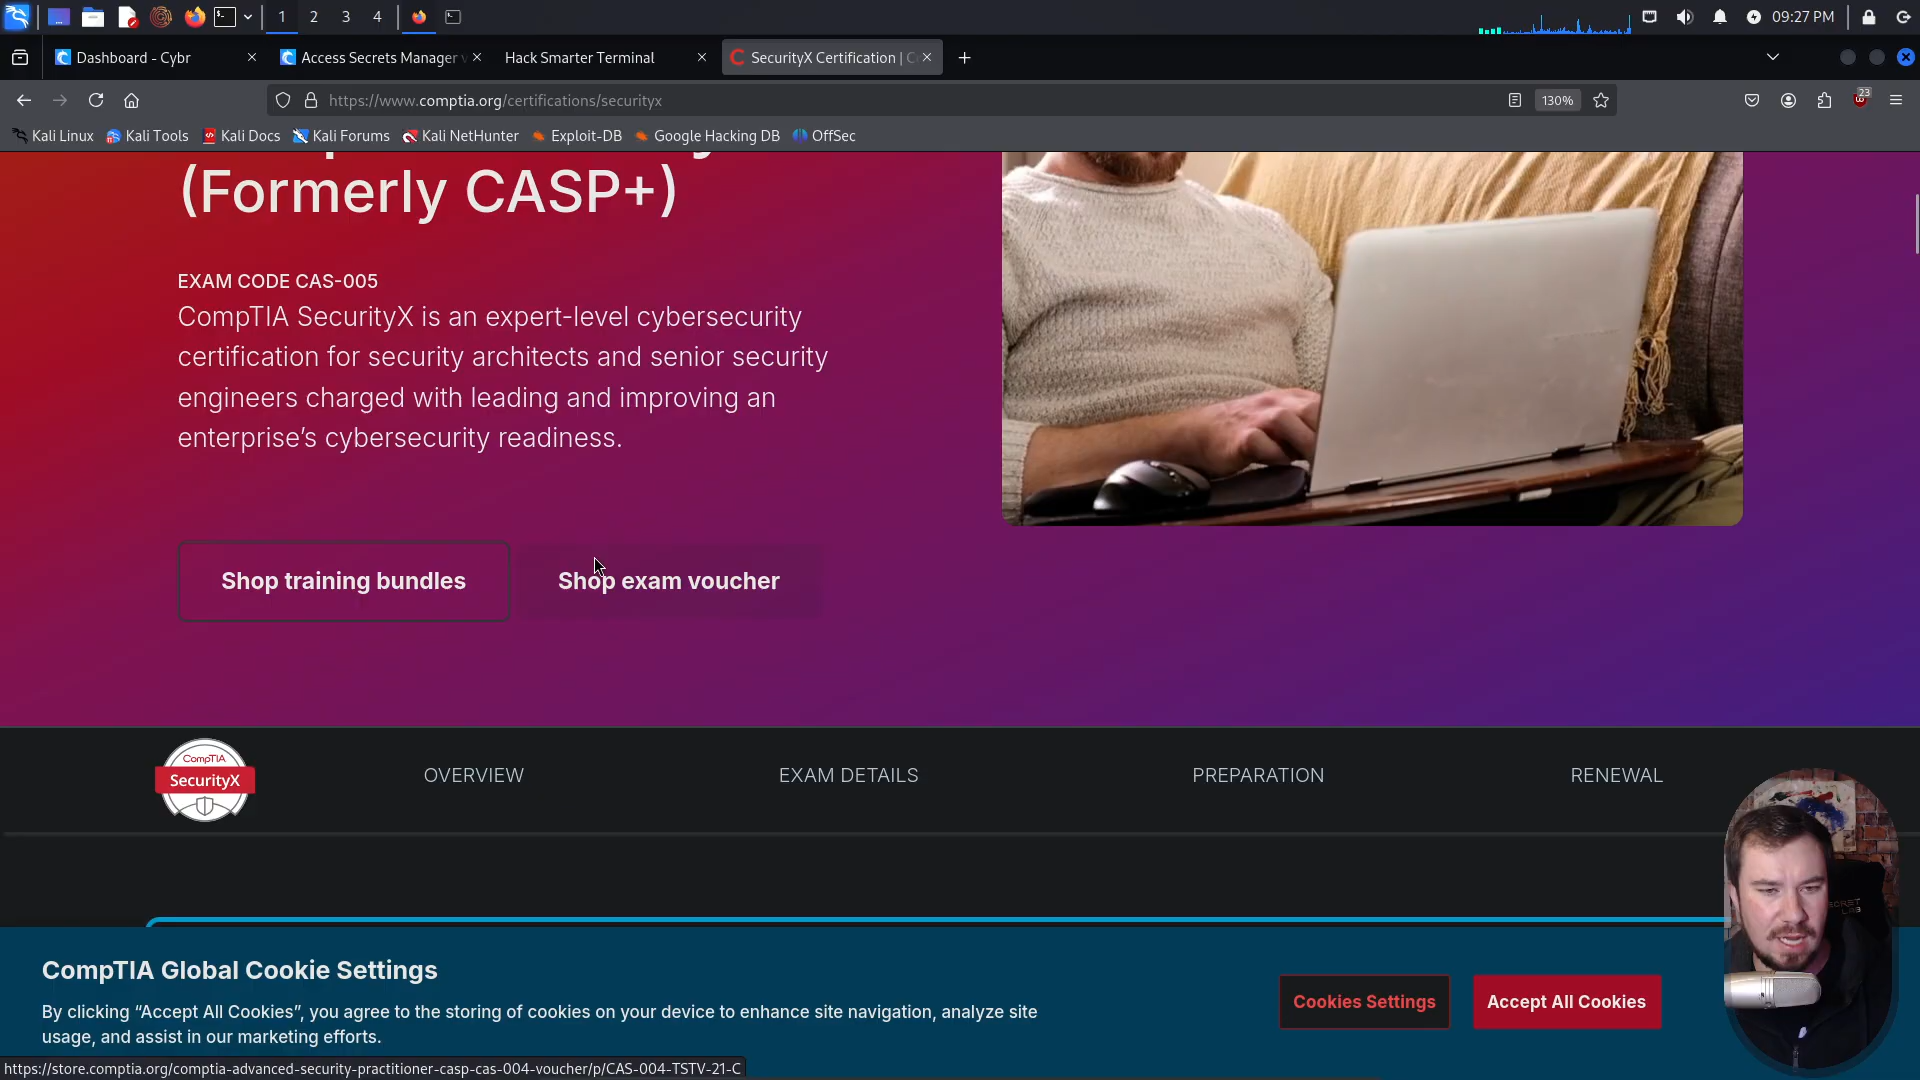 1 2 3 4
09:27 PM
Dashboard - Cybr
Access Secrets Manager
Hack Smarter Terminal
SecurityX Certification |
https://www.comptia.org/certifications/securityx
130%
23
Kali Linux
Kali Tools
Kali Docs
Kali Forums
Kali NetHunter
Exploit-DB
Google Hacking DB
OffSec
(Formerly CASP+)
EXAM CODE CAS-005
CompTIA SecurityX is an expert-level cybersecurity
certification for security architects and senior security
engineers charged with leading and improving an
enterprise’s cybersecurity readiness.
Shop training bundles
Shop exam voucher
CompTIA
SecurityX
OVERVIEW
EXAM DETAILS
PREPARATION
RENEWAL
CompTIA Global Cookie Settings
By clicking “Accept All Cookies”, you agree to the storing of cookies on your device to enhance site navigation, analyze site
usage, and assist in our marketing efforts.
Cookies Settings
Accept All Cookies
https://store.comptia.org/comptia-advanced-security-practitioner-casp-cas-004-voucher/p/CAS-004-TSTV-21-C